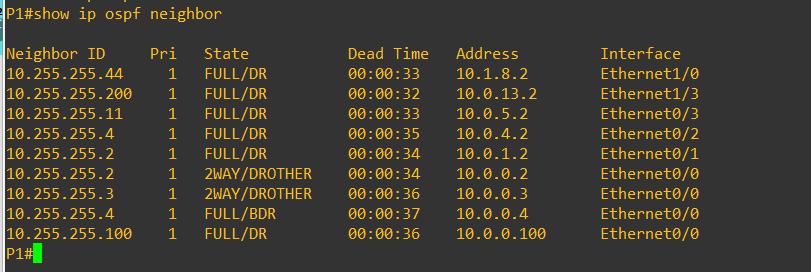 P1#show ip ospf neighbor
Neighbor ID     Pri   State           Dead Time   Address         Interface
10.255.255.44     1   FULL/DR         00:00:33    10.1.8.2        Ethernet1/0
10.255.255.200    1   FULL/DR         00:00:32    10.0.13.2       Ethernet1/3
10.255.255.11     1   FULL/DR         00:00:33    10.0.5.2        Ethernet0/3
10.255.255.4      1   FULL/DR         00:00:35    10.0.4.2        Ethernet0/2
10.255.255.2      1   FULL/DR         00:00:34    10.0.1.2        Ethernet0/1
10.255.255.2      1   2WAY/DROTHER    00:00:34    10.0.0.2        Ethernet0/0
10.255.255.3      1   2WAY/DROTHER    00:00:36    10.0.0.3        Ethernet0/0
10.255.255.4      1   FULL/BDR        00:00:37    10.0.0.4        Ethernet0/0
10.255.255.100    1   FULL/DR         00:00:36    10.0.0.100      Ethernet0/0
P1#